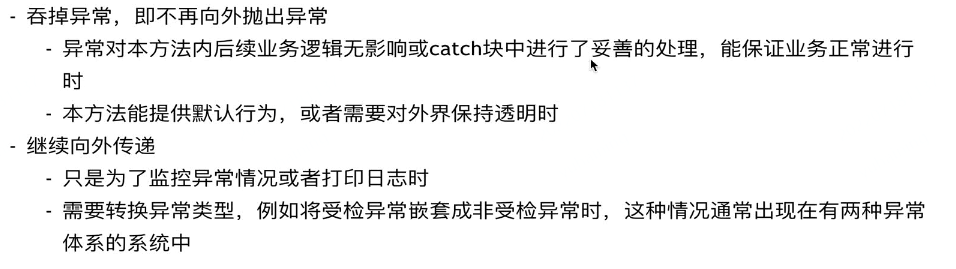 - 吞掉异常，即不再向外抛出异常
- 异常对本方法内后续业务逻辑无影响或catch块中进行了妥善的处理，能保证业务正常进行
时
- 本方法能提供默认行为，或者需要对外界保持透明时
- 继续向外传递
- 只是为了监控异常情况或者打印日志时
- 需要转换异常类型，例如将受检异常嵌套成非受检异常时，这种情况通常出现在有两种异常
体系的系统中